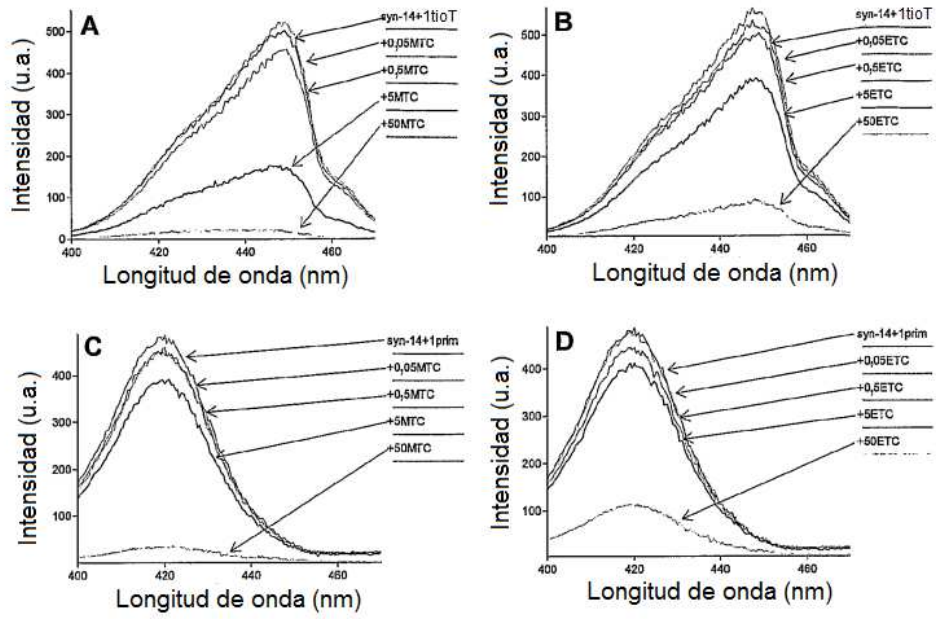 A
Intensidad (u.a.)
500
400
300
200
100
0
400
420
440
460
Longitud de onda (nm)
syn-14+1tioT
+0,05MTC
+0,5MTC
+5MTC
+50MTC
B
Intensidad (u.a.)
500
400
300
200
100
400
420
440
460
Longitud de onda (nm)
syn-14+1tioT
+0,05ETC
+0,5ETC
+5ETC
+50ETC
C
Intensidad (u.a.)
400
300
200
100
400
420
440
460
Longitud de onda (nm)
syn-14+1prim
+0,05MTC
+0,5MTC
+5MTC
+50MTC
D
Intensidad (u.a.)
400
300
200
100
400
420
440
460
Longitud de onda (nm)
syn-14+1prim
+0,05ETC
+0,5ETC
+5ETC
+50ETC